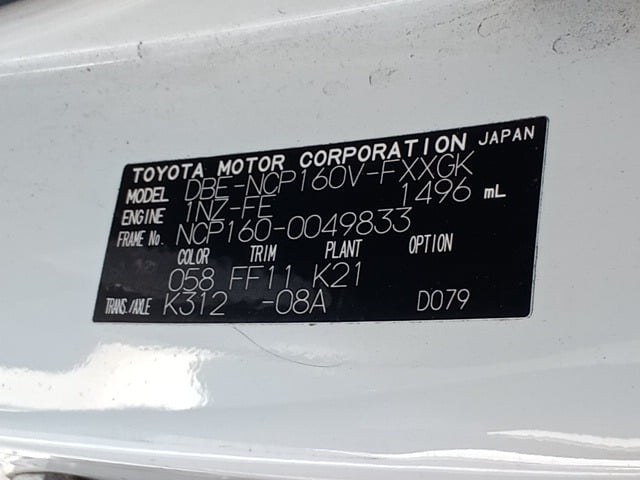 TOYOTA MOTOR CORPORATION JAPAN
MODEL DBE-NCP160V-FXXGK
ENGINE 1NZ-FE 1496 mL
FRAME No. NCP160-0049833
COLOR TRIM PLANT OPTION
058 FF11 K21
TRANS./AXLE K312 -08A D079